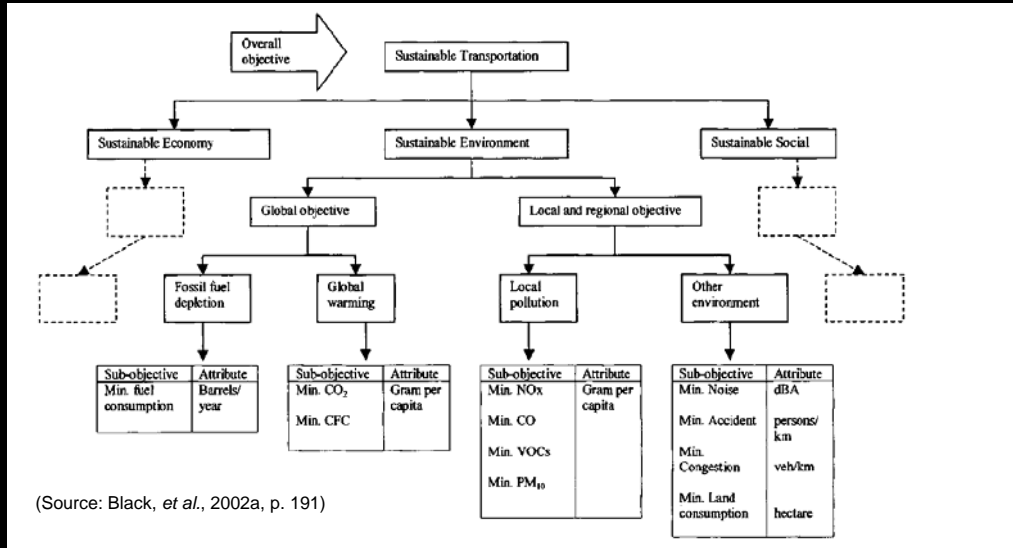 Overall
objective
Sustainable Transportation
Sustainable Economy
Sustainable Environment
Sustainable Social
Global objective
Local and regional objective
Fossil fuel
depletion
Global
warming
Local
pollution
Other
environment
Sub-objective Attribute
Min. fuel Barrels/
consumption year
Sub-objective Attribute
Min. CO₂ Gram per
capita
Min. CFC
Sub-objective Attribute
Min. NOx Gram per
capita
Min. CO
Min. VOCs
Min. PM₁₀
Sub-objective Attribute
Min. Noise dBA
Min. Accident persons/
km
Min.
Congestion veh/km
Min. Land
consumption hectare
(Source: Black, et al., 2002a, p. 191)